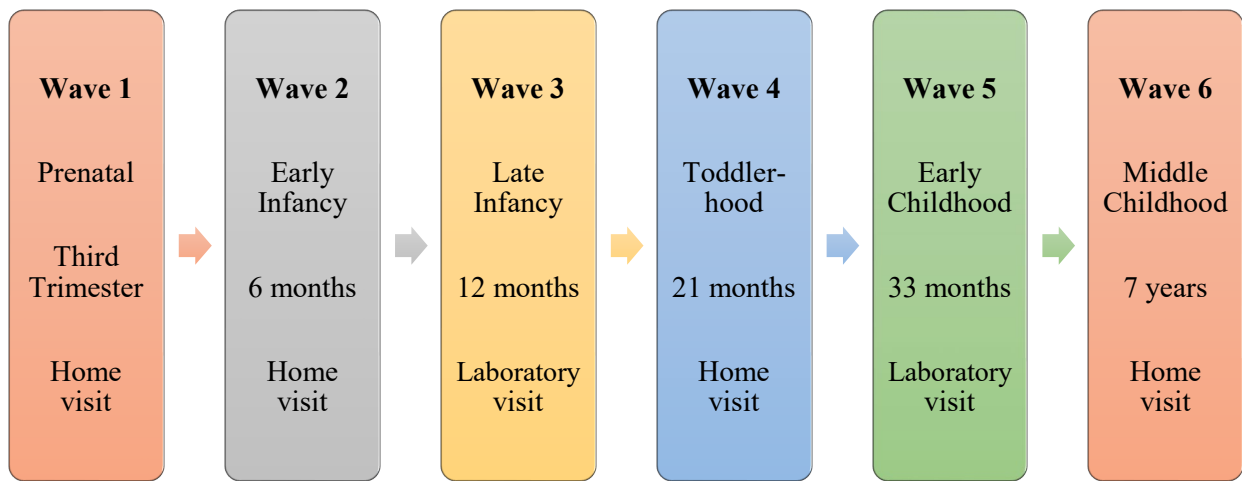 Wave 1
Prenatal
Third
Trimester
Home
visit
Wave 2
Early
Infancy
6 months
Home
visit
Wave 3
Late
Infancy
12 months
Laboratory
visit
Wave 4
Toddler-
hood
21 months
Home
visit
Wave 5
Early
Childhood
33 months
Laboratory
visit
Wave 6
Middle
Childhood
7 years
Home
visit